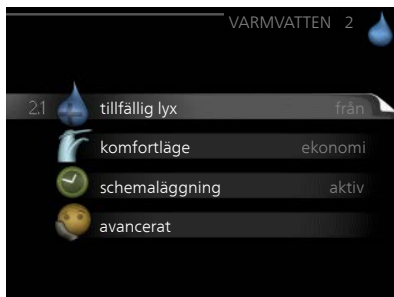 VARMVATTEN 2
2.1 tillfällig lyx från
komfortläge ekonomi
schemaläggning aktiv
avancerat